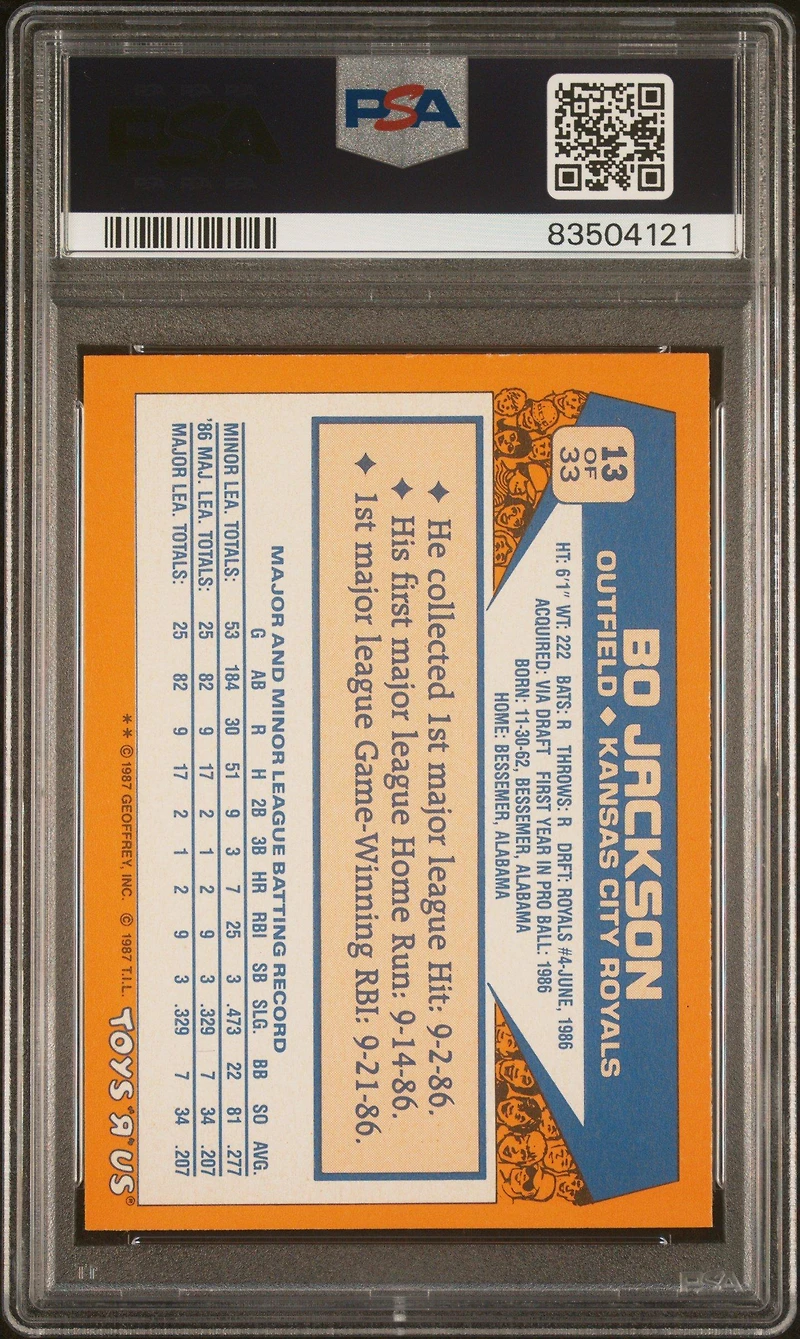 PSA
83504121
13
OF
33
BO JACKSON
OUTFIELD ♦ KANSAS CITY ROYALS
HT: 6'1" WT: 222 BATS: R THROWS: R DRFT: ROYALS #4-JUNE, 1986
ACQUIRED: VIA DRAFT FIRST YEAR IN PRO BALL: 1986
BORN: 11-30-62, BESSEMER, ALABAMA
HOME: BESSEMER, ALABAMA
✦ He collected 1st major league Hit: 9-2-86.
✦ His first major league Home Run: 9-14-86.
✦ 1st major league Game-Winning RBI: 9-21-86.
MAJOR AND MINOR LEAGUE BATTING RECORD
G AB R H 2B 3B HR RBI SB SLG. BB SO AVG.
MINOR LEA. TOTALS: 53 184 30 51 9 3 7 25 3 .473 22 81 .277
'86 MAJ. LEA. TOTALS: 25 82 9 17 2 1 2 9 3 .329 7 34 .207
MAJOR LEA. TOTALS: 25 82 9 17 2 1 2 9 3 .329 7 34 .207
** © 1987 GEOFFREY, INC. © 1987 T.I.L. TOYS "R" US®
PSA